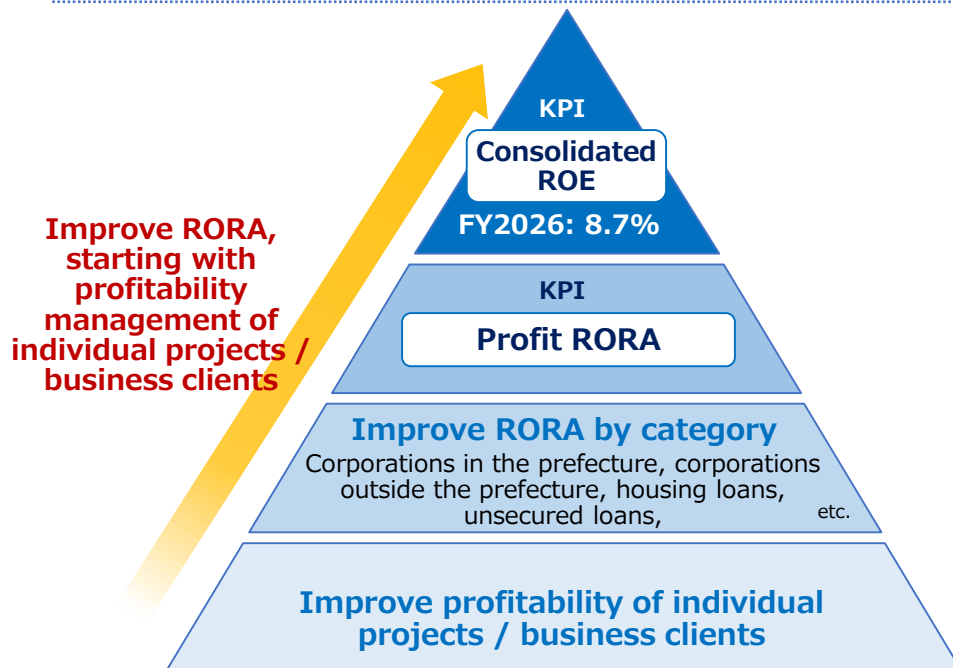 KPI
Consolidated
ROE
FY2026: 8.7%
Improve RORA,
starting with
profitability
management of
individual projects /
business clients
KPI
Profit RORA
Improve RORA by category
Corporations in the prefecture, corporations
outside the prefecture, housing loans,
unsecured loans, etc.
Improve profitability of individual
projects / business clients